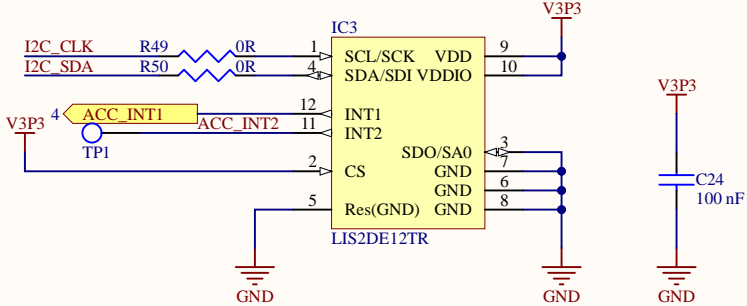 IC3
V3P3
I2C_CLK R49 0R 1 SCL/SCK VDD 9
I2C_SDA R50 0R 4 SDA/SDI VDDIO 10
V3P3
4 ACC_INT1 12 INT1
V3P3 ACC_INT2 11 INT2
TP1
SDO/SA0 3
2 CS GND 7
C24
GND 6
100 nF
5 Res(GND) GND 8
LIS2DE12TR
GND GND GND